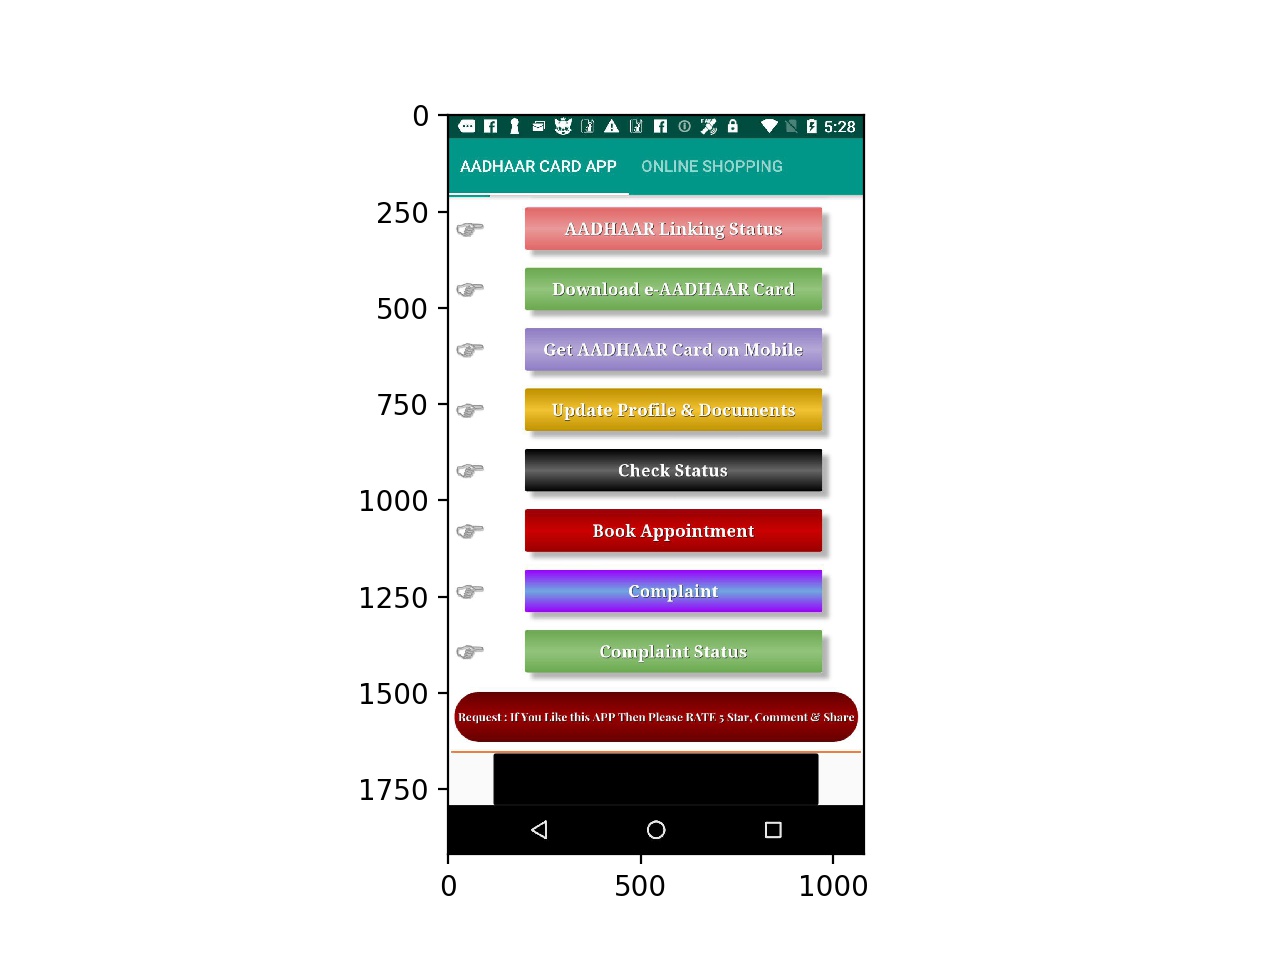 0
5:28
AADHAAR CARD APP ONLINE SHOPPING
250
AADHAAR Linking Status
Download e-AADHAAR Card
500
Get AADHAAR Card on Mobile
750
Update Profile & Documents
Check Status
1000
Book Appointment
1250
Complaint
Complaint Status
1500
Request : If You Like this APP Then Please RATE 5 Star, Comment & Share
1750
0 500 1000